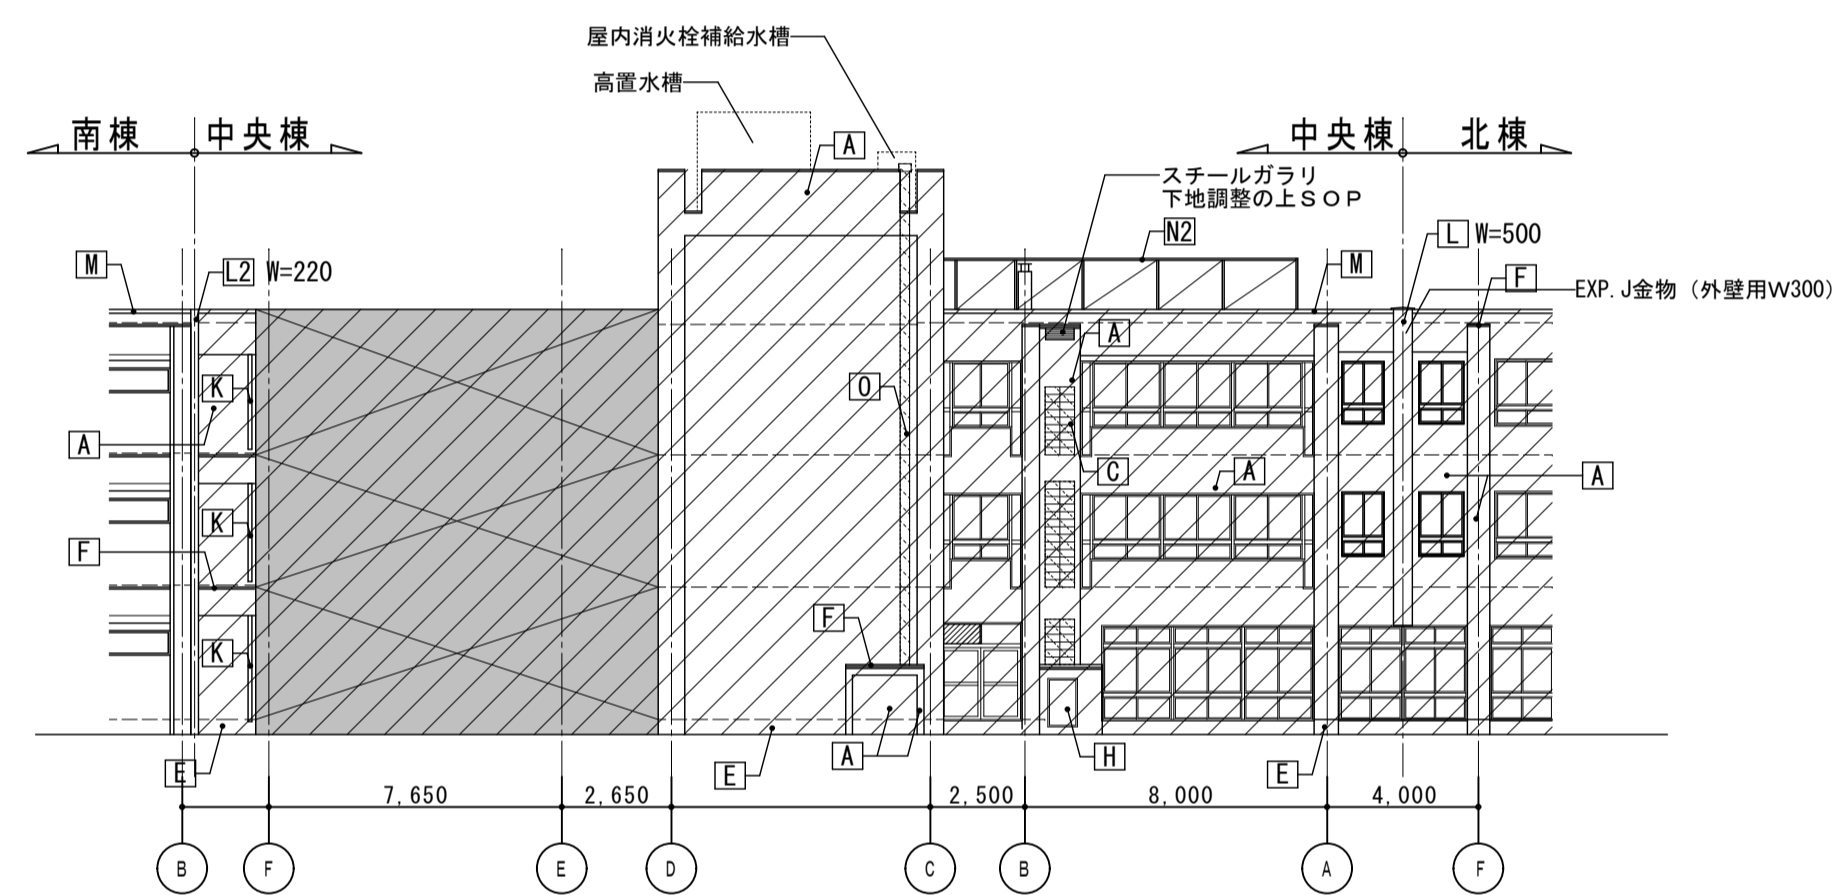 屋内消火栓補給水槽
高置水槽
南棟 中央棟
中央棟 北棟
A
スチールガラリ
下地調整の上SOP
N2
L W=500
M
L2 W=220
M
F
EXP.J金物(外壁用W300)
A
K
O
A
C
A
A
K
F
K
F
E
E
A
H
E
7,650
2,650
2,500
8,000
4,000
B F E D C B A F